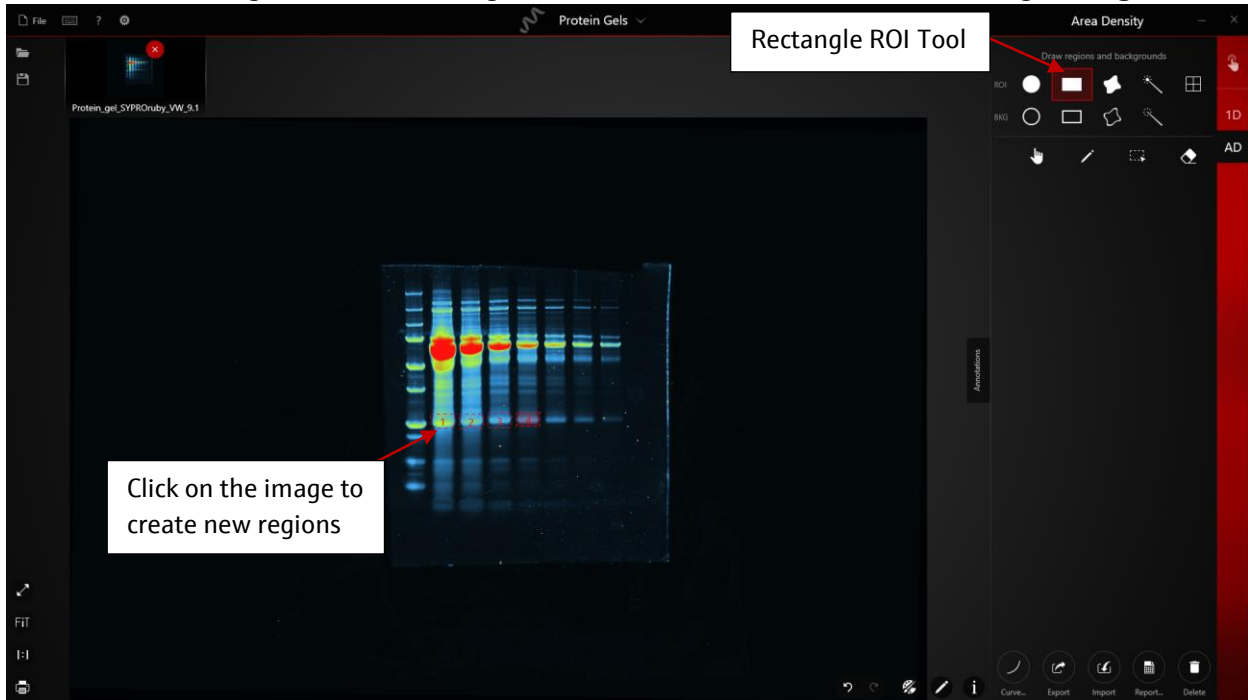 File ? Protein Gels Area Density
Rectangle ROI Tool
Draw regions and backgrounds
ROI
BKG
1D
AD
Protein_gel_SYPROruby_VW_9.1
Annotations
1 2 3 4
Click on the image to
create new regions
FiT
1:1
i
Curve... Export Import Report... Delete